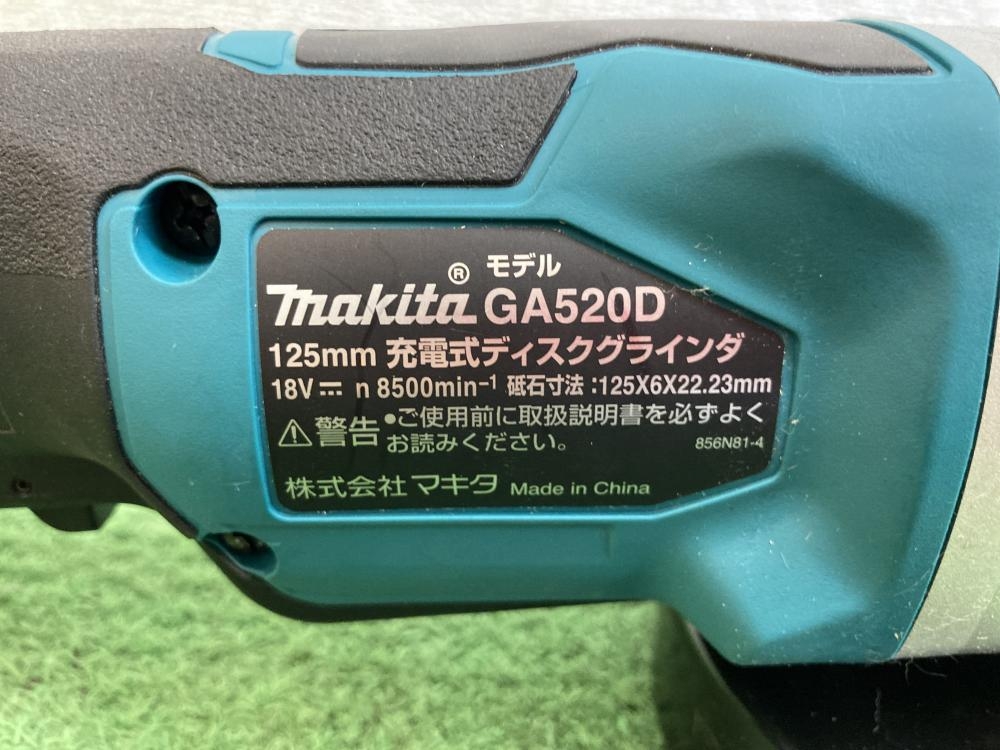 モデル
makita® GA520D
125mm 充電式ディスクグラインダ
18V⎓ n 8500min⁻¹ 砥石寸法:125X6X22.23mm
⚠警告 •ご使用前に取扱説明書を必ずよく
お読みください。 856N81-4
株式会社マキタ Made in China